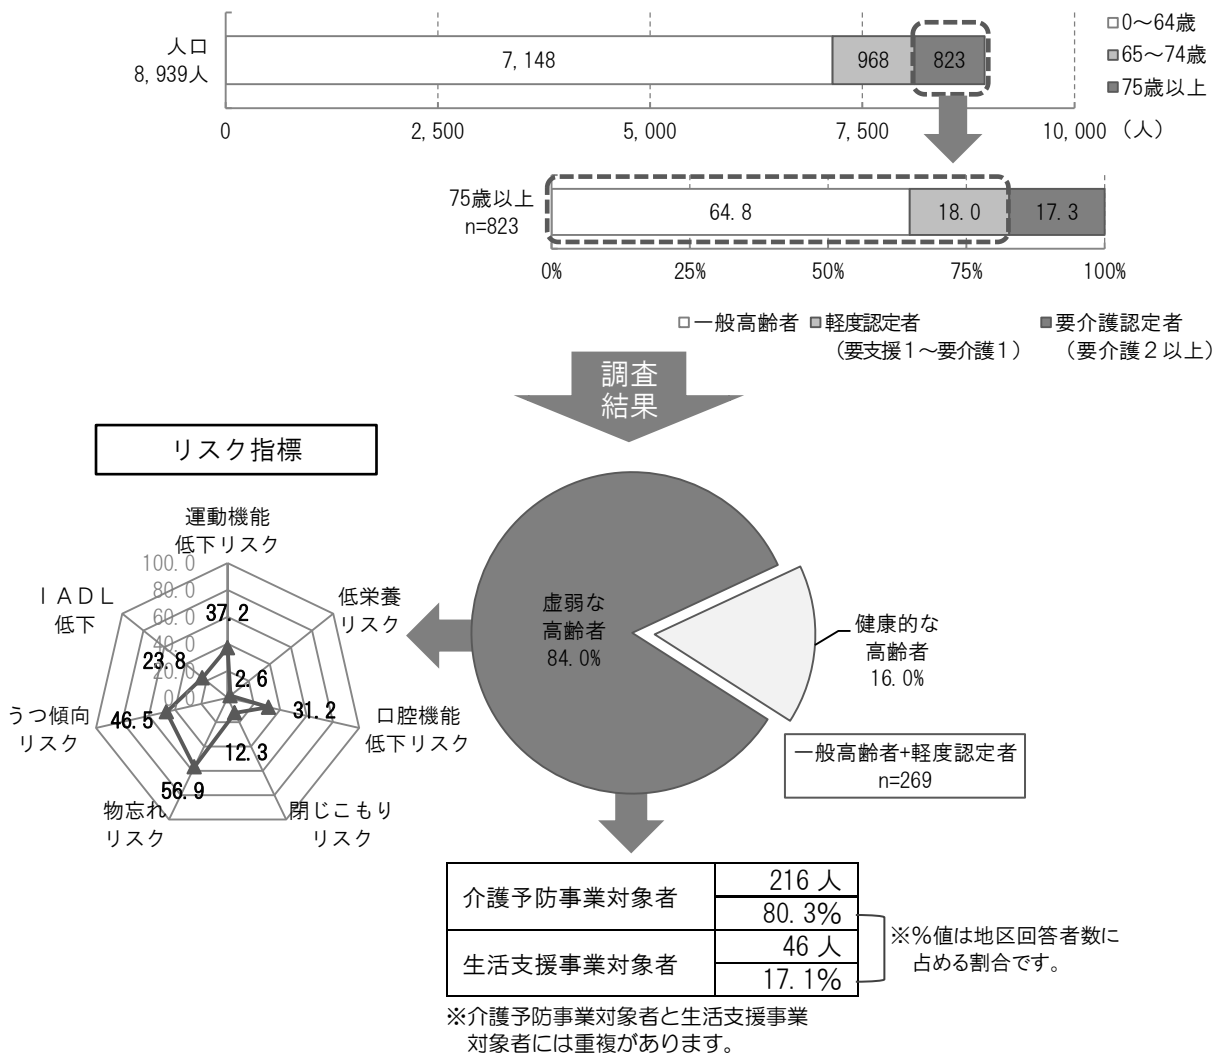 人口
8,939人
7,148
968
823
□0～64歳
■65～74歳
■75歳以上
0
2,500
5,000
7,500
10,000
（人）
75歳以上
n=823
64.8
18.0
17.3
0%
25%
50%
75%
100%
□一般高齢者
■軽度認定者
（要支援１～要介護１）
■要介護認定者
（要介護２以上）
調査
結果
リスク指標
運動機能
低下リスク
低栄養
リスク
口腔機能
低下リスク
閉じこもり
リスク
物忘れ
リスク
うつ傾向
リスク
ＩＡＤＬ
低下
100.0
80.0
60.0
40.0
20.0
0.0
37.2
2.6
31.2
12.3
56.9
46.5
23.8
虚弱な
高齢者
84.0%
健康的な
高齢者
16.0%
一般高齢者+軽度認定者
n=269
介護予防事業対象者
216 人
80.3%
生活支援事業対象者
46 人
17.1%
※%値は地区回答者数に
占める割合です。
※介護予防事業対象者と生活支援事業
対象者には重複があります。